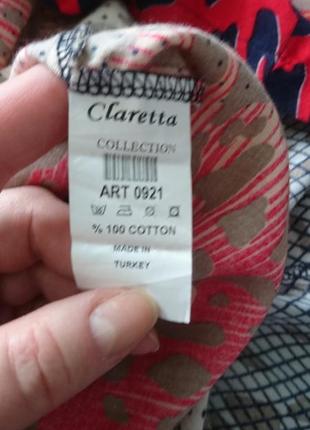 Claretta
COLLECTION
ART 0921
% 100 COTTON
MADE IN
TURKEY